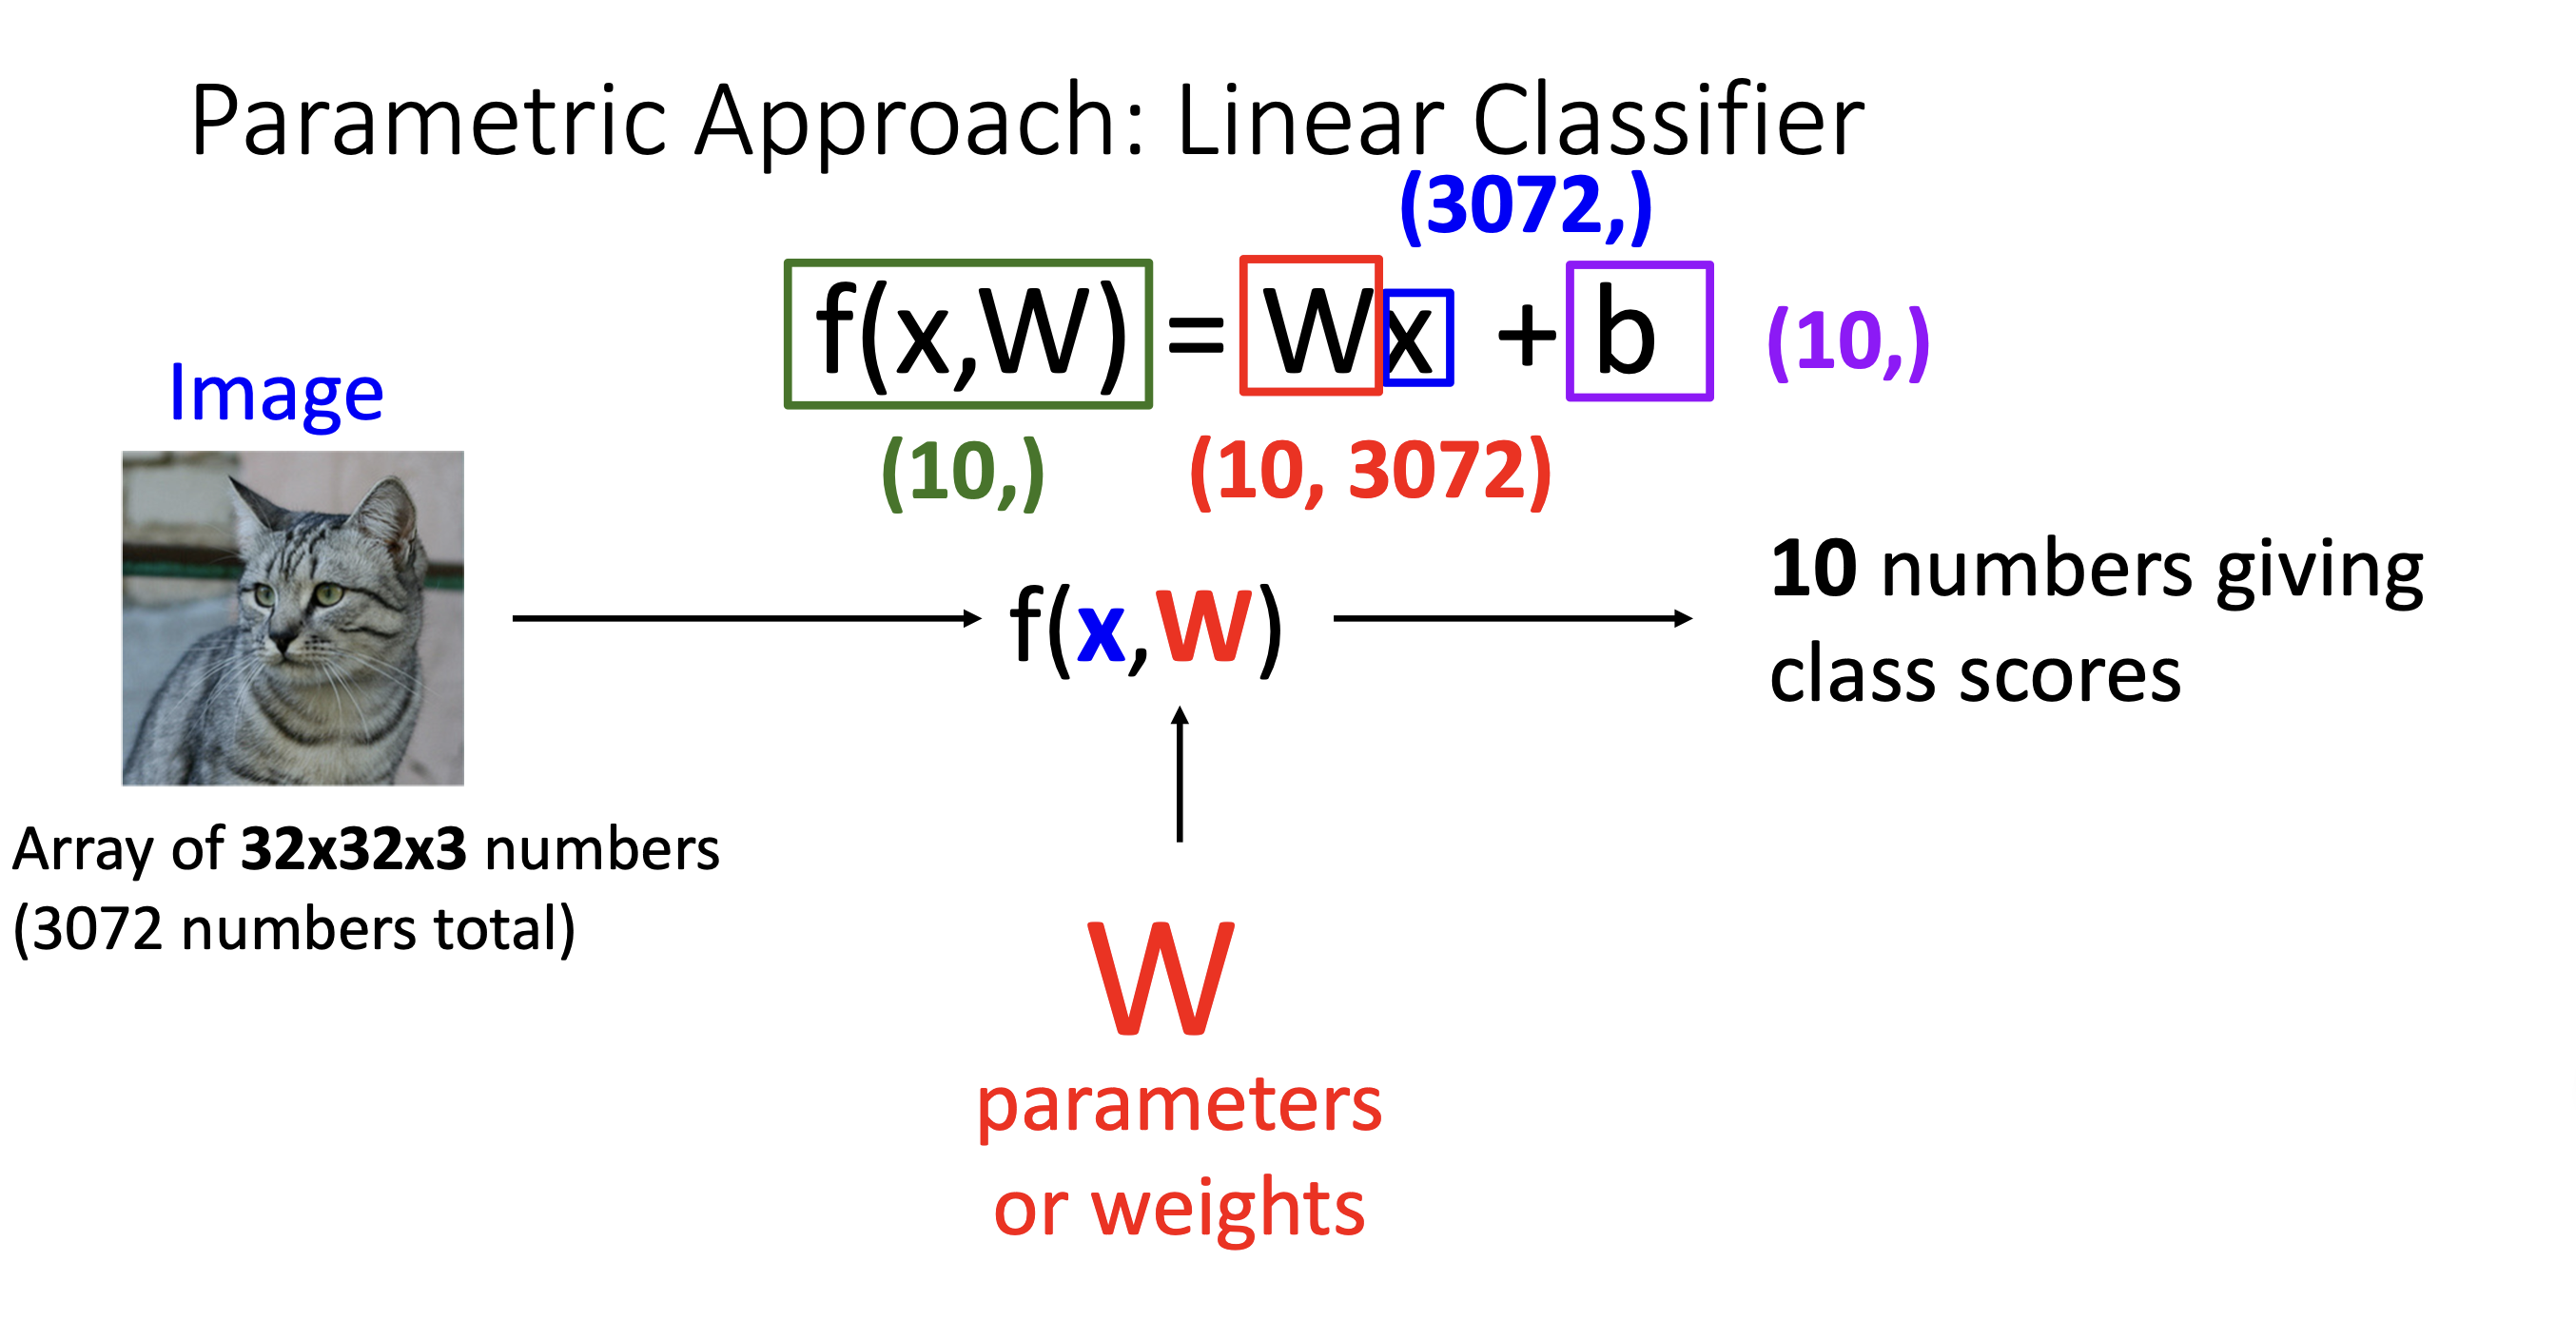 Parametric Approach: Linear Classifier
(3072,)
f(x,W) = Wx + b (10,)
(10,) (10, 3072)
Image
f(x,W)
10 numbers giving
class scores
Array of 32x32x3 numbers
(3072 numbers total)
W
parameters
or weights